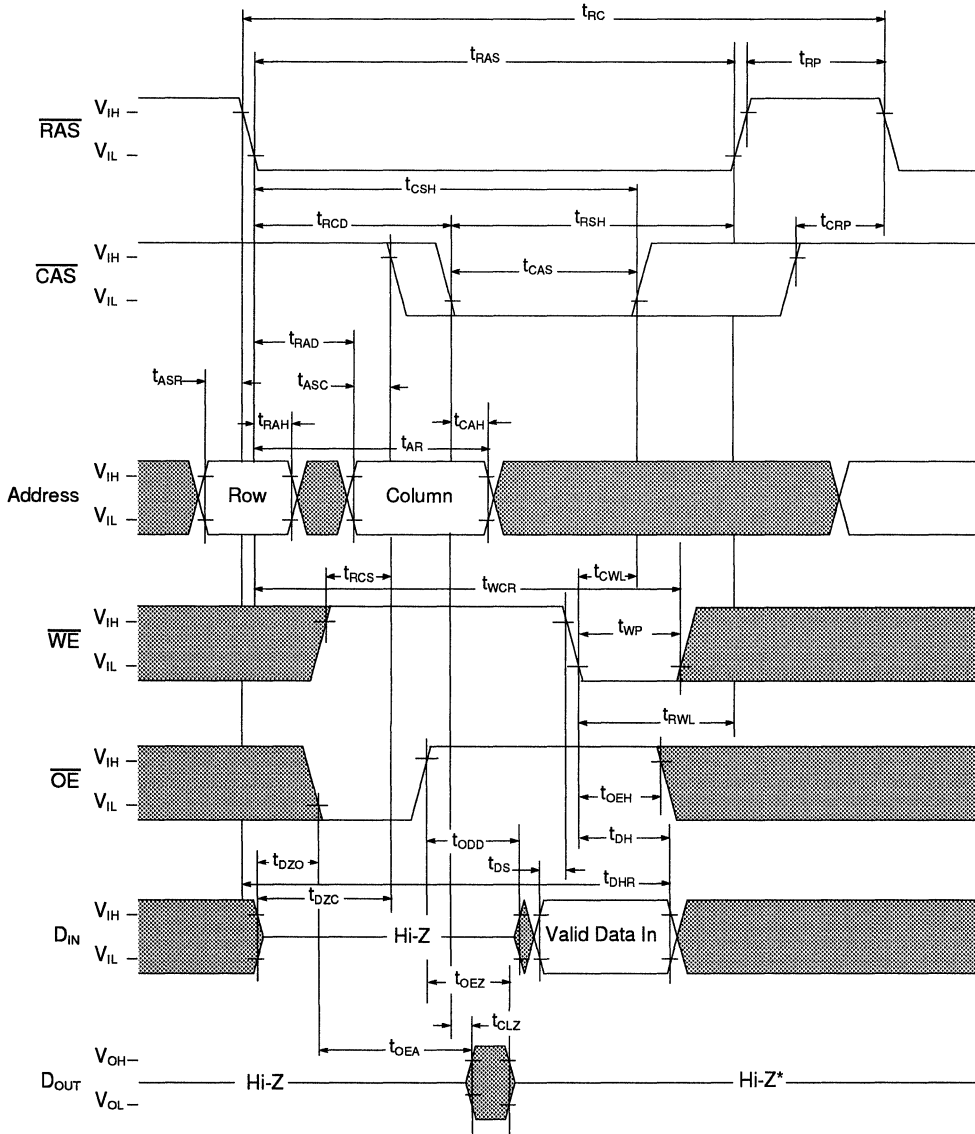 tRC
tRAS
tRP
RAS
VIH
VIL
tCSH
tRCD
tRSH
tCRP
CAS
VIH
VIL
tCAS
tRAD
tASR
tASC
tRAH
tCAH
tAR
Address
VIH
VIL
Row
Column
tRCS
tCWL
tWCR
WE
VIH
VIL
tWP
tRWL
OE
VIH
VIL
tOEH
tODD
tDH
tDZO
tDS
tDHR
tDZC
DIN
VIH
VIL
Hi-Z
Valid Data In
tOEZ
tCLZ
tOEA
DOUT
VOH
VOL
Hi-Z
Hi-Z*